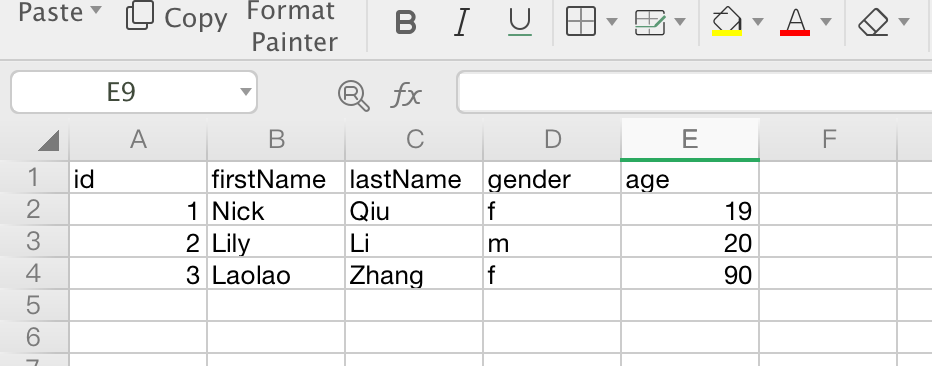 Paste Copy Format Painter B I U A
E9 fx
A B C D E F
1 id firstName lastName gender age
2 1 Nick Qiu f 19
3 2 Lily Li m 20
4 3 Laolao Zhang f 90
5
6
7